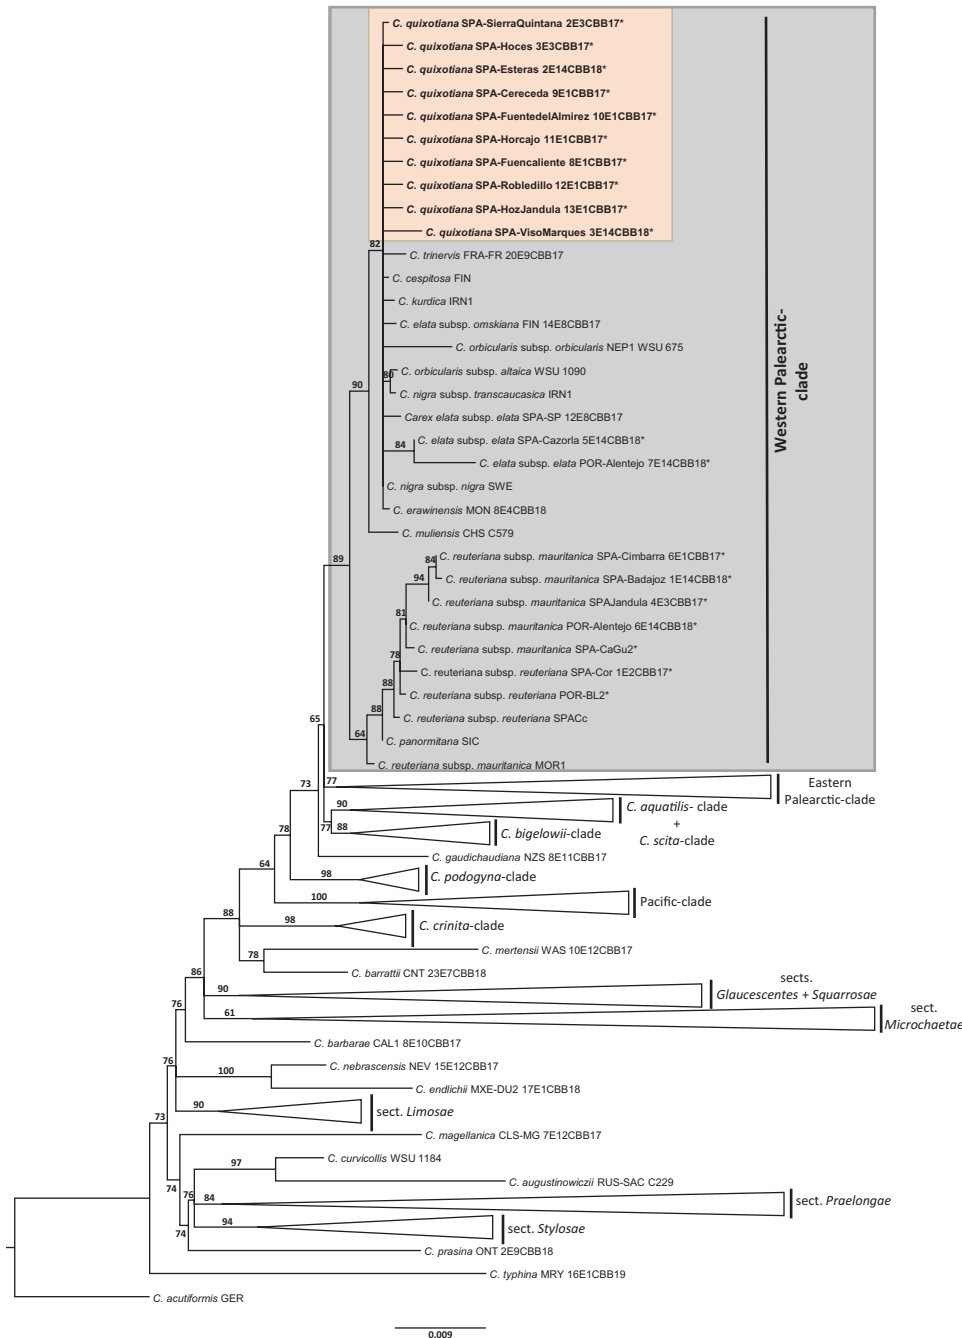 C. quixotiana SPA-SierraQuintana 2E3CBB17*
C. quixotiana SPA-Hoces 3E3CBB17*
C. quixotiana SPA-Esteras 2E14CBB18*
C. quixotiana SPA-Cereceda 9E1CBB17*
C. quixotiana SPA-FuentedelAlmirez 10E1CBB17*
C. quixotiana SPA-Horcajo 11E1CBB17*
C. quixotiana SPA-Fuencaliente 8E1CBB17*
C. quixotiana SPA-Robledillo 12E1CBB17*
C. quixotiana SPA-HozJandula 13E1CBB17*
C. quixotiana SPA-VisoMarques 3E14CBB18*
82
C. trinervis FRA-FR 20E9CBB17
C. cespitosa FIN
C. kurdica IRN1
C. elata subsp. omskiana FIN 14E8CBB17
C. orbicularis subsp. orbicularis NEP1 WSU 675
80
C. orbicularis subsp. altaica WSU 1090
90
C. nigra subsp. transcaucasica IRN1
Carex elata subsp. elata SPA-SP 12E8CBB17
84
C. elata subsp. elata SPA-Cazorla 5E14CBB18*
C. elata subsp. elata POR-Alentejo 7E14CBB18*
C. nigra subsp. nigra SWE
C. erawinensis MON 8E4CBB18
C. muliensis CHS C579
Western Palearctic-
clade
89
84
C. reuteriana subsp. mauritanica SPA-Cimbarra 6E1CBB17*
94
C. reuteriana subsp. mauritanica SPA-Badajoz 1E14CBB18*
C. reuteriana subsp. mauritanica SPAJandula 4E3CBB17*
81
C. reuteriana subsp. mauritanica POR-Alentejo 6E14CBB18*
C. reuteriana subsp. mauritanica SPA-CaGu2*
78
C. reuteriana subsp. reuteriana SPA-Cor 1E2CBB17*
88
C. reuteriana subsp. reuteriana POR-BL2*
88
C. reuteriana subsp. reuteriana SPACc
65
64
C. panormitana SIC
C. reuteriana subsp. mauritanica MOR1
73
77
Eastern
Palearctic-clade
90
C. aquatilis- clade
+
C. scita-clade
77
88
C. bigelowii-clade
78
C. gaudichaudiana NZS 8E11CBB17
64
98
C. podogyna-clade
100
Pacific-clade
88
98
C. crinita-clade
78
C. mertensii WAS 10E12CBB17
C. barrattii CNT 23E7CBB18
86
90
sects.
Glaucescentes + Squarrosae
76
61
sect.
Microchaetae
C. barbarae CAL1 8E10CBB17
76
C. nebrascensis NEV 15E12CBB17
100
C. endlichii MXE-DU2 17E1CBB18
90
sect. Limosae
73
C. magellanica CLS-MG 7E12CBB17
C. curvicollis WSU 1184
97
C. augustinowiczii RUS-SAC C229
74
76
84
sect. Praelongae
94
sect. Stylosae
74
C. prasina ONT 2E9CBB18
C. typhina MRY 16E1CBB19
C. acutiformis GER
0.009